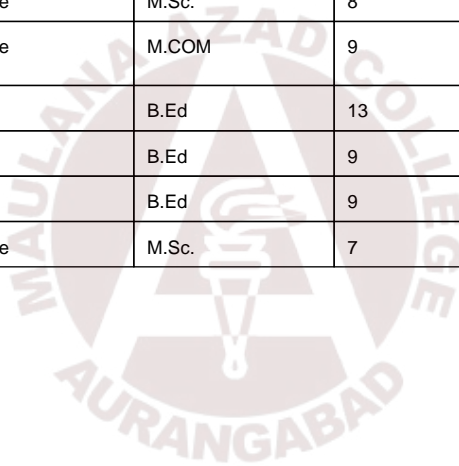 e M.Sc. 8
e M.COM 9
B.Ed 13
B.Ed 9
B.Ed 9
e M.Sc. 7
MAULANA AZAD COLLEGE
AURANGABAD